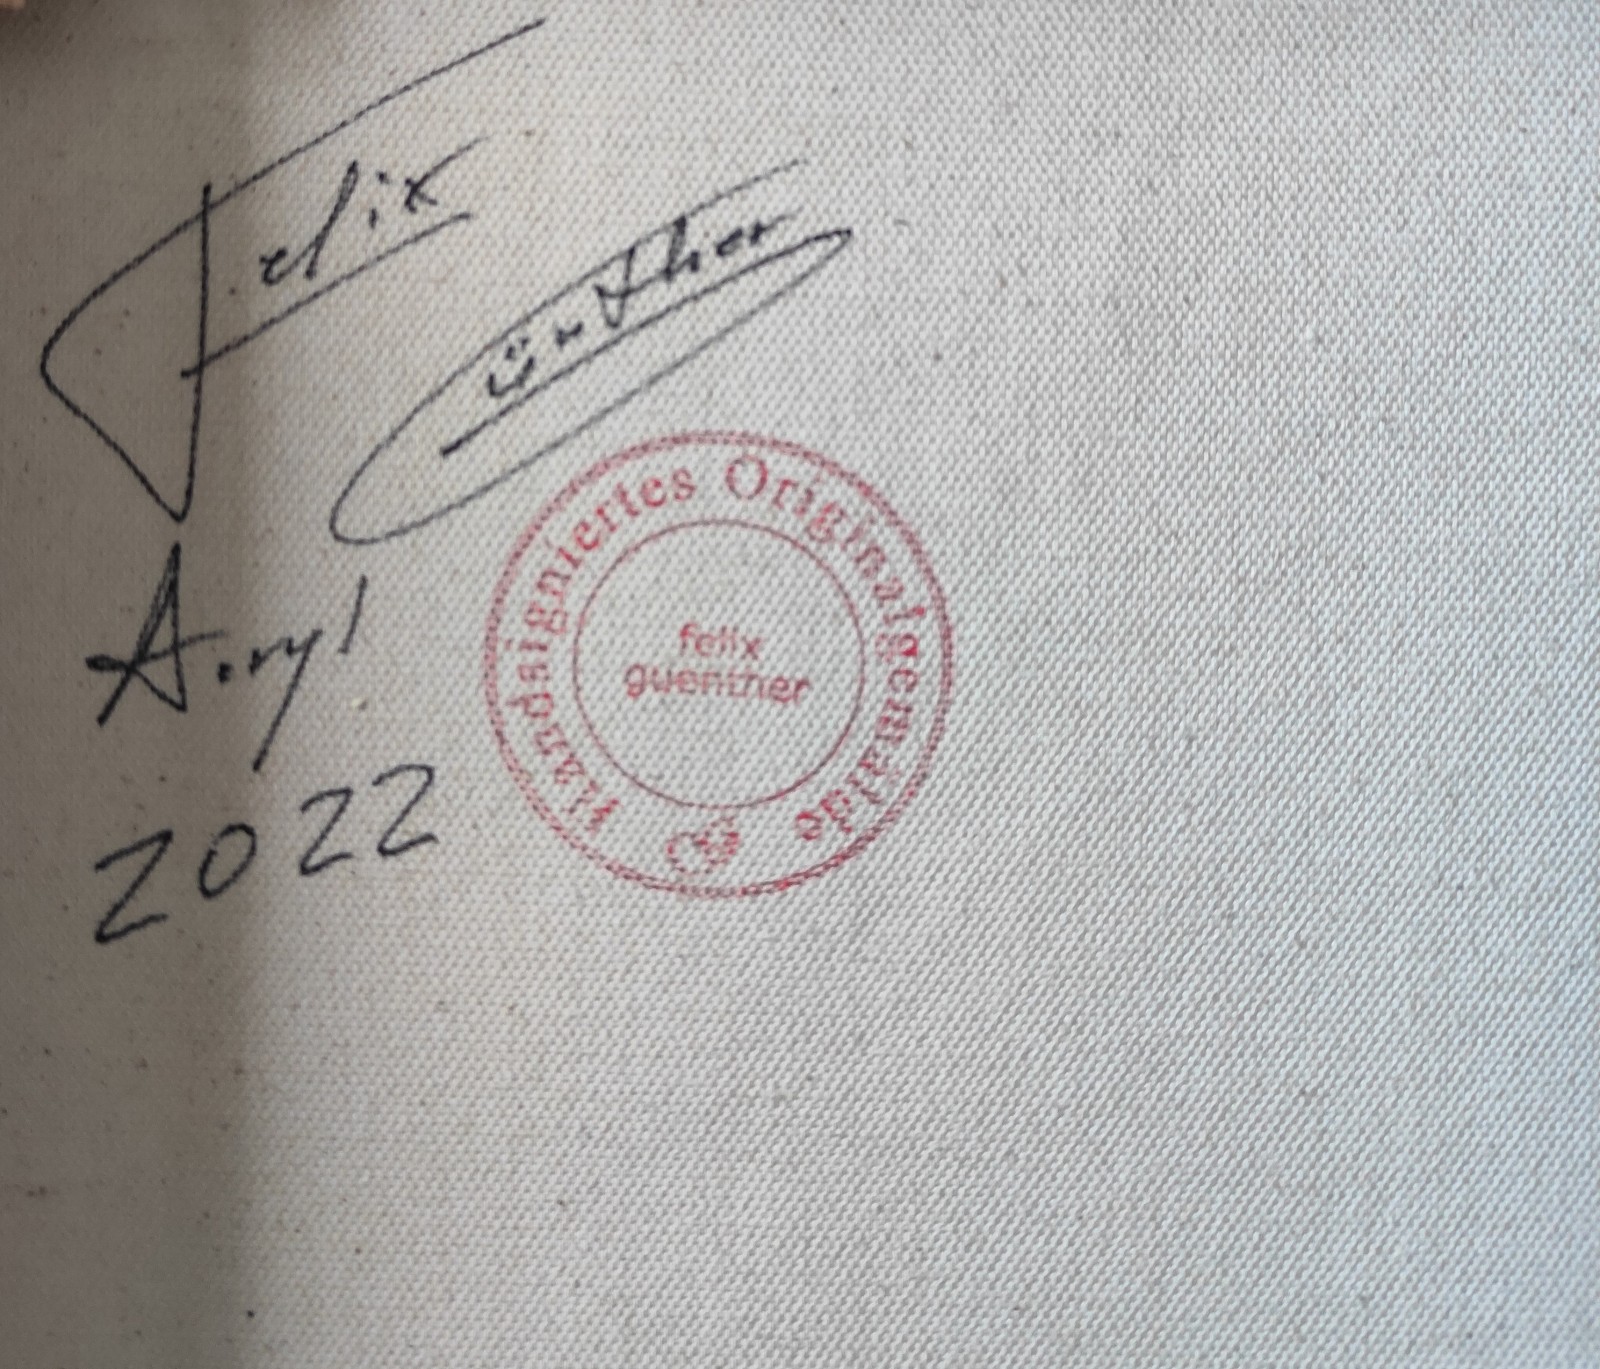 Felix
Günther
Acryl
2022
Handsigniertes Originalgemälde
felix
guenther